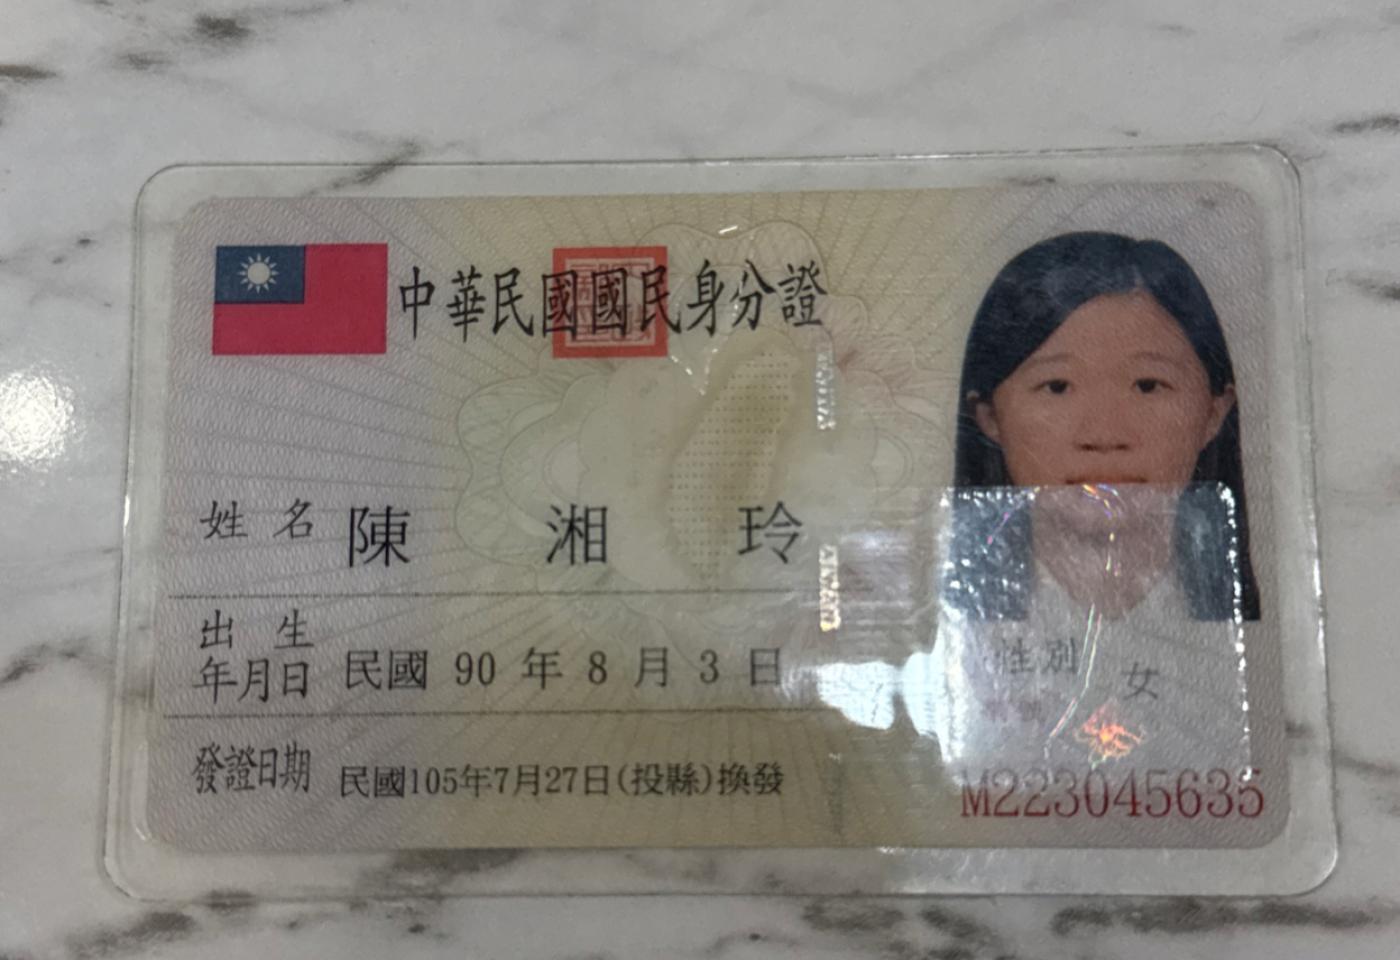 中華民國國民身分證
姓名 陳湘玲
出生年月日 民國 90 年 8 月 3 日
性別 女
發證日期 民國105年7月27日(投縣)換發
M223045635